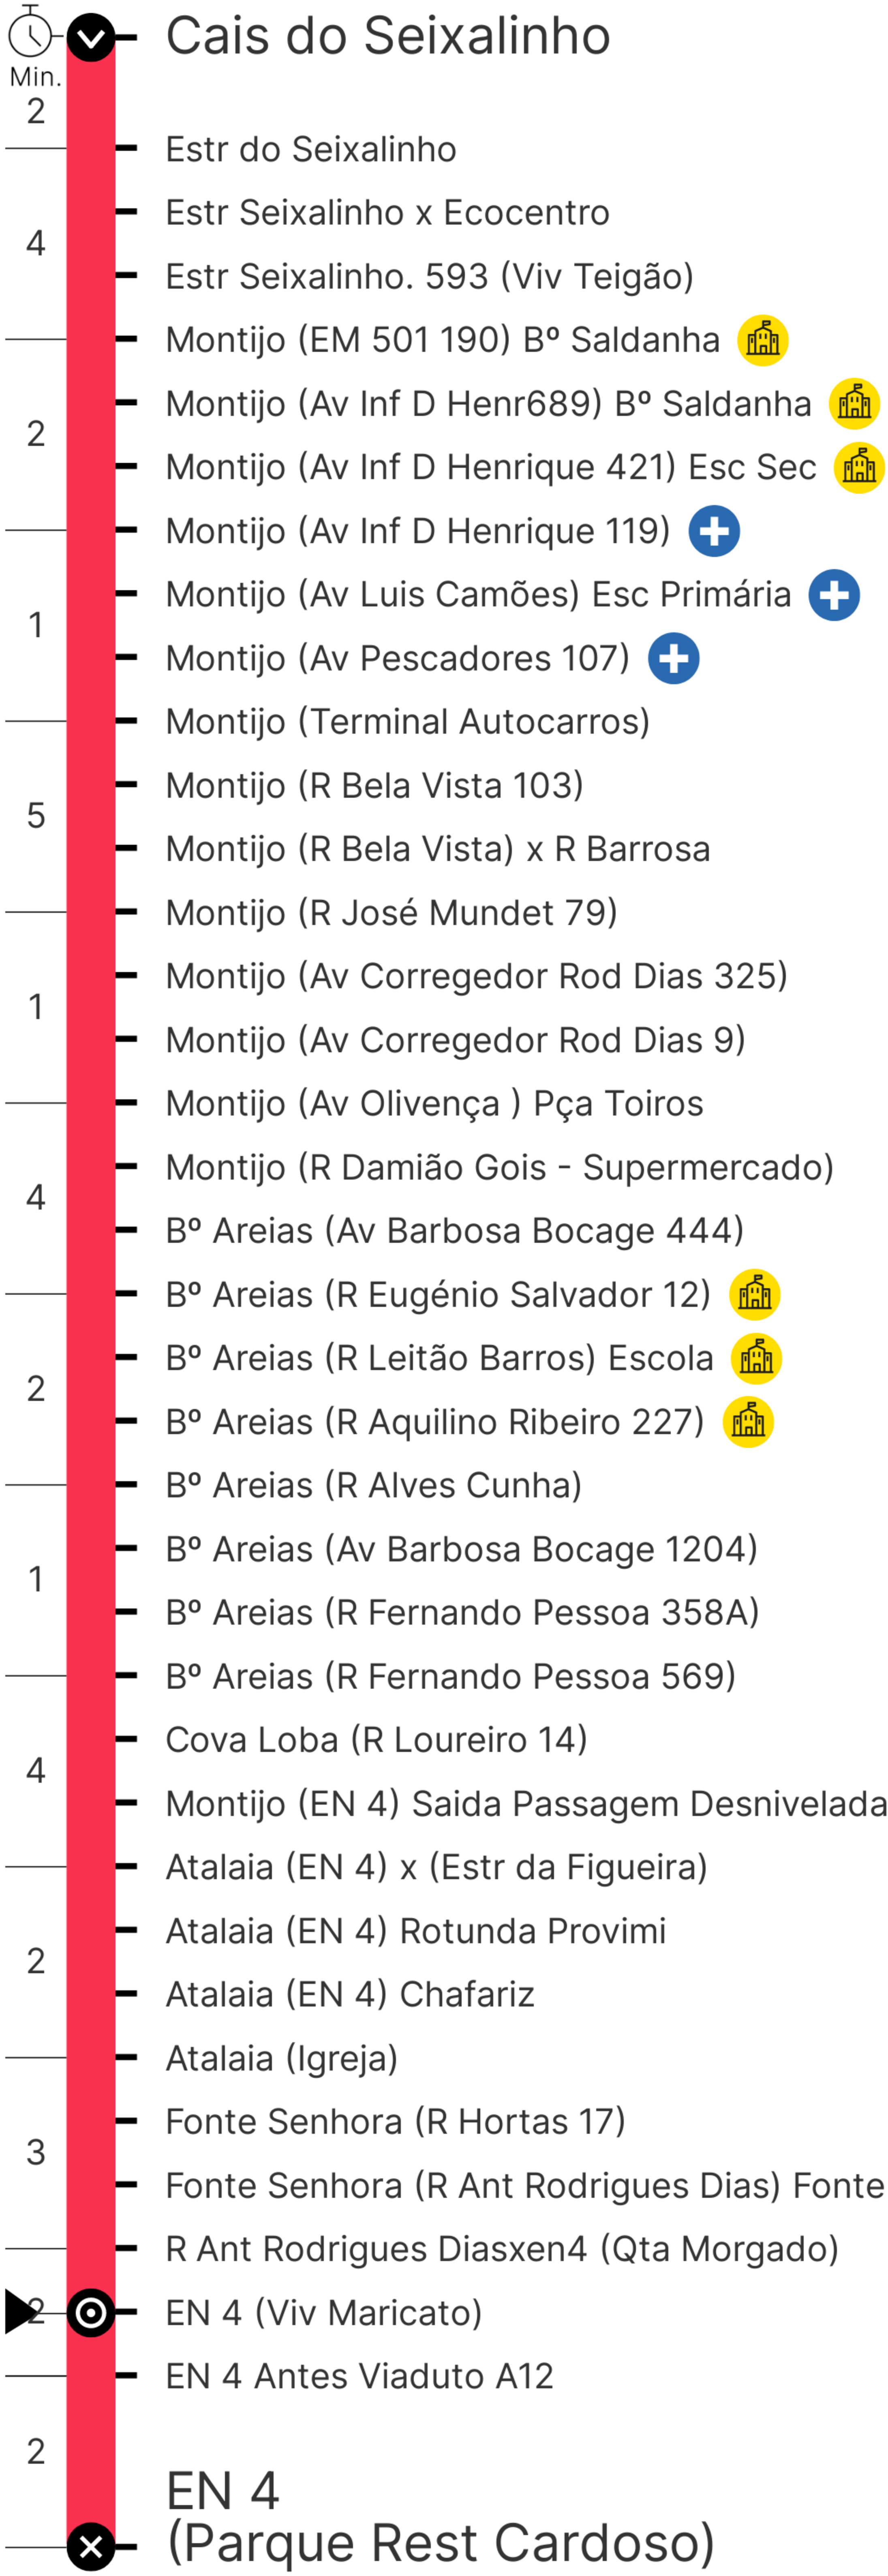 Cais do Seixalinho
Min.
2
Estr do Seixalinho
Estr Seixalinho x Ecocentro
4
Estr Seixalinho. 593 (Viv Teigão)
Montijo (EM 501 190) Bº Saldanha
Montijo (Av Inf D Henr689) Bº Saldanha
2
Montijo (Av Inf D Henrique 421) Esc Sec
Montijo (Av Inf D Henrique 119)
Montijo (Av Luis Camões) Esc Primária
1
Montijo (Av Pescadores 107)
Montijo (Terminal Autocarros)
Montijo (R Bela Vista 103)
5
Montijo (R Bela Vista) x R Barrosa
Montijo (R José Mundet 79)
Montijo (Av Corregedor Rod Dias 325)
1
Montijo (Av Corregedor Rod Dias 9)
Montijo (Av Olivença ) Pça Toiros
Montijo (R Damião Gois - Supermercado)
4
Bº Areias (Av Barbosa Bocage 444)
Bº Areias (R Eugénio Salvador 12)
Bº Areias (R Leitão Barros) Escola
2
Bº Areias (R Aquilino Ribeiro 227)
Bº Areias (R Alves Cunha)
Bº Areias (Av Barbosa Bocage 1204)
1
Bº Areias (R Fernando Pessoa 358A)
Bº Areias (R Fernando Pessoa 569)
Cova Loba (R Loureiro 14)
4
Montijo (EN 4) Saida Passagem Desnivelada
Atalaia (EN 4) x (Estr da Figueira)
Atalaia (EN 4) Rotunda Provimi
2
Atalaia (EN 4) Chafariz
Atalaia (Igreja)
Fonte Senhora (R Hortas 17)
3
Fonte Senhora (R Ant Rodrigues Dias) Fonte
R Ant Rodrigues Diasxen4 (Qta Morgado)
2
EN 4 (Viv Maricato)
EN 4 Antes Viaduto A12
2
EN 4
(Parque Rest Cardoso)